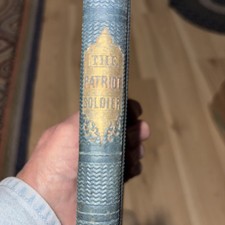 THE
PATRIOT
SOLDIER